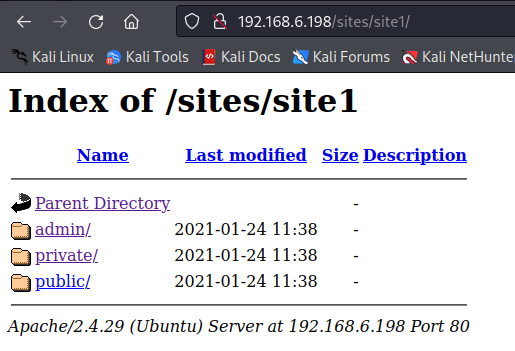 192.168.6.198/sites/site1/
Kali Linux Kali Tools Kali Docs Kali Forums Kali NetHunter
Index of /sites/site1
Name Last modified Size Description
Parent Directory -
admin/ 2021-01-24 11:38 -
private/ 2021-01-24 11:38 -
public/ 2021-01-24 11:38 -
Apache/2.4.29 (Ubuntu) Server at 192.168.6.198 Port 80